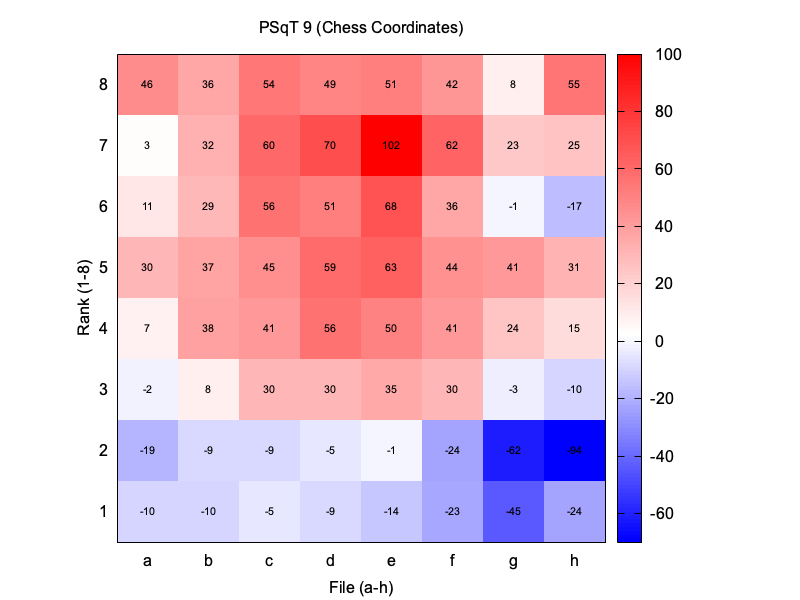 PSqT 9 (Chess Coordinates)
100
8 46 36 54 49 51 42 8 55
80
7 3 32 60 70 102 62 23 25
60
6 11 29 56 51 68 36 -1 -17
40
5 30 37 45 59 63 44 41 31
20
Rank (1-8)
4 7 38 41 56 50 41 24 15
0
3 -2 8 30 30 35 30 -3 -10
-20
2 -19 -9 -9 -5 -1 -24 -62
-40
1 -10 -10 -5 -9 -14 -23 -45 -24
-60
a b c d e f g h
File (a-h)